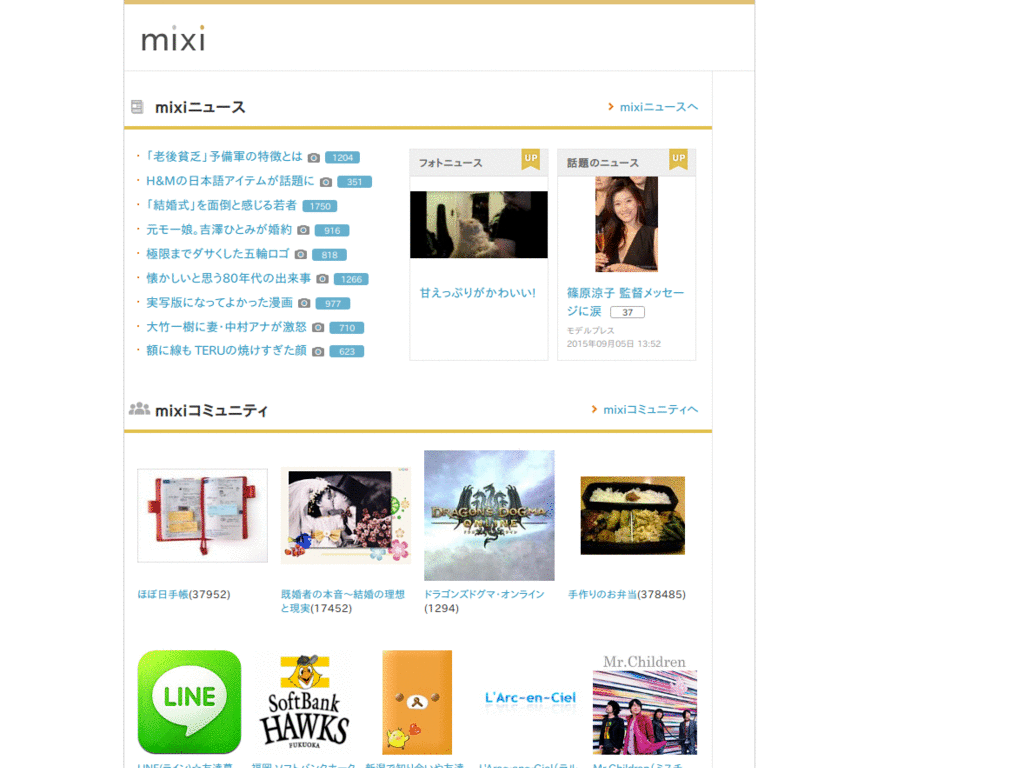 mixi
mixiニュース
mixiニュースへ
「老後貧乏」予備軍の特徴とは 1204
H&Mの日本語アイテムが話題に 351
「結婚式」を面倒と感じる若者 1750
元モー娘。吉澤ひとみが婚約 916
極限までダサくした五輪ロゴ 818
懐かしいと思う80年代の出来事 1266
実写版になってよかった漫画 977
大竹一樹に妻・中村アナが激怒 710
額に線も TERUの焼けすぎた顔 623
フォトニュース UP
甘えっぷりがかわいい!
話題のニュース UP
篠原涼子 監督メッセー
ジに涙 37
モデルプレス
2015年09月05日 13:52
mixiコミュニティ
mixiコミュニティへ
DRAGON'S DOGMA
ONLINE
ほぼ日手帳(37952)
既婚者の本音～結婚の理想
と現実(17452)
ドラゴンズドグマ・オンライン
(1294)
手作りのお弁当(378485)
LINE
SoftBank
HAWKS
FUKUOKA
L'Arc-en-Ciel
Mr.Children